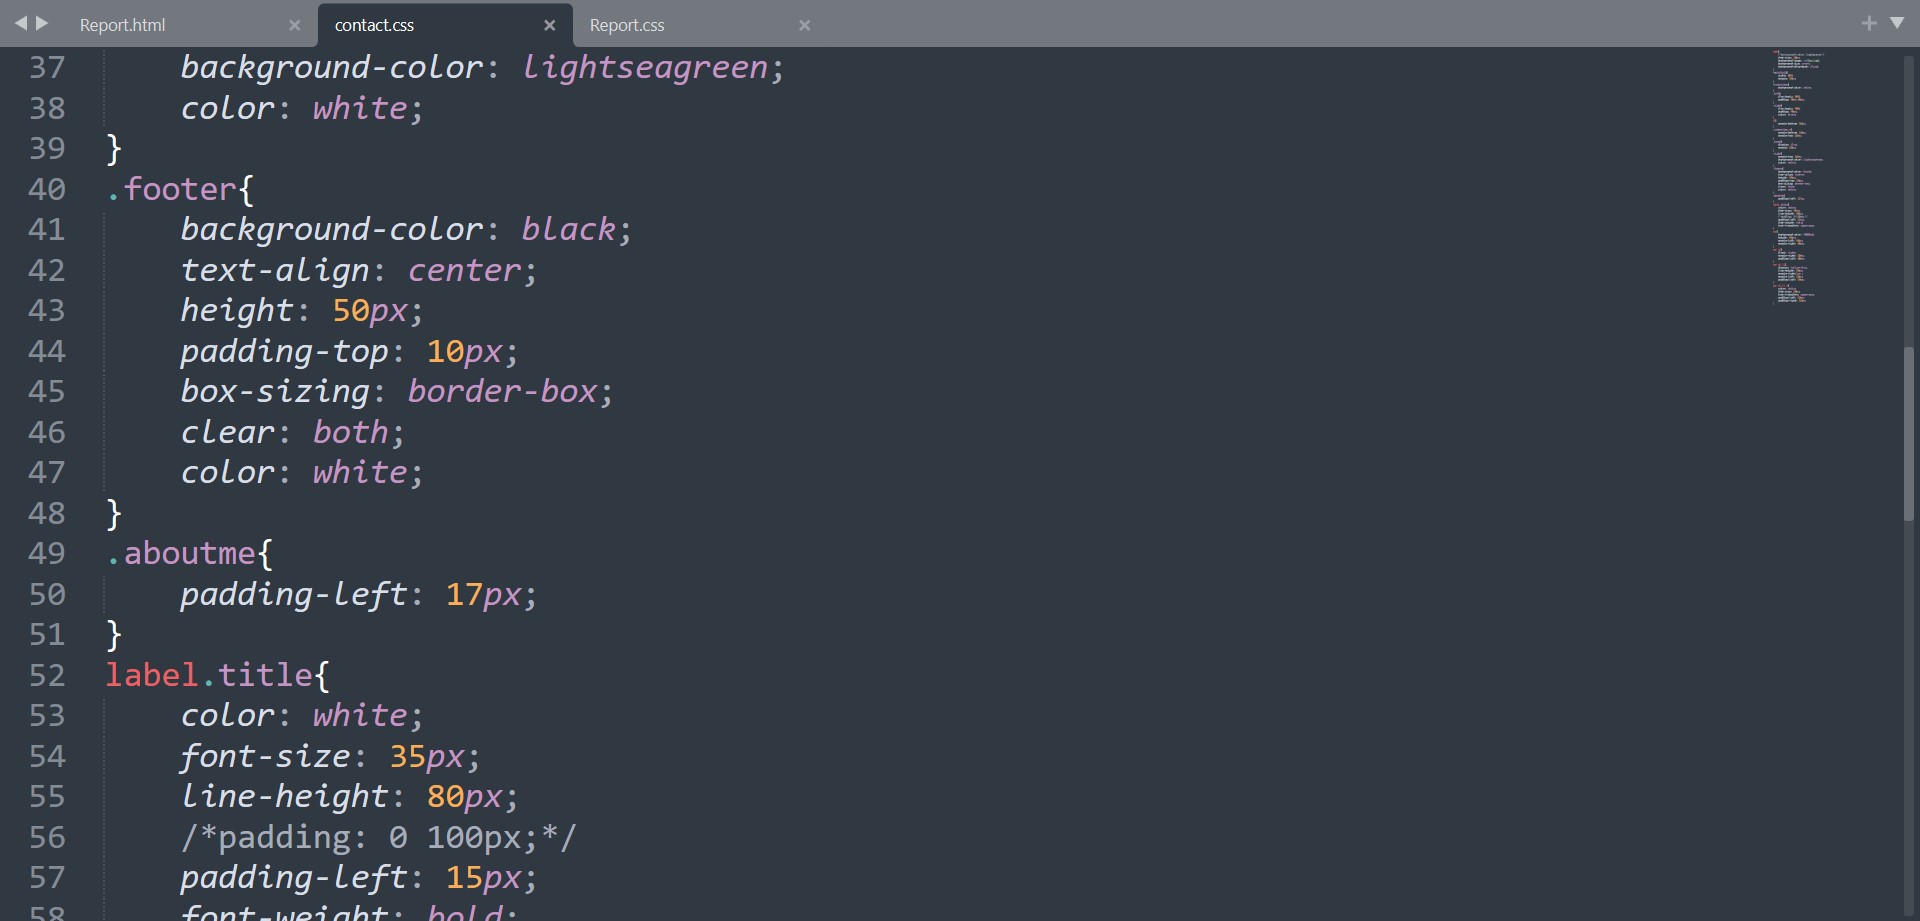 Report.html
contact.css
Report.css
37 background-color: lightseagreen;
38 color: white;
39 }
40 .footer{
41 background-color: black;
42 text-align: center;
43 height: 50px;
44 padding-top: 10px;
45 box-sizing: border-box;
46 clear: both;
47 color: white;
48 }
49 .aboutme{
50 padding-left: 17px;
51 }
52 label.title{
53 color: white;
54 font-size: 35px;
55 line-height: 80px;
56 /*padding: 0 100px;*/
57 padding-left: 15px;
58 font-weight: bold;